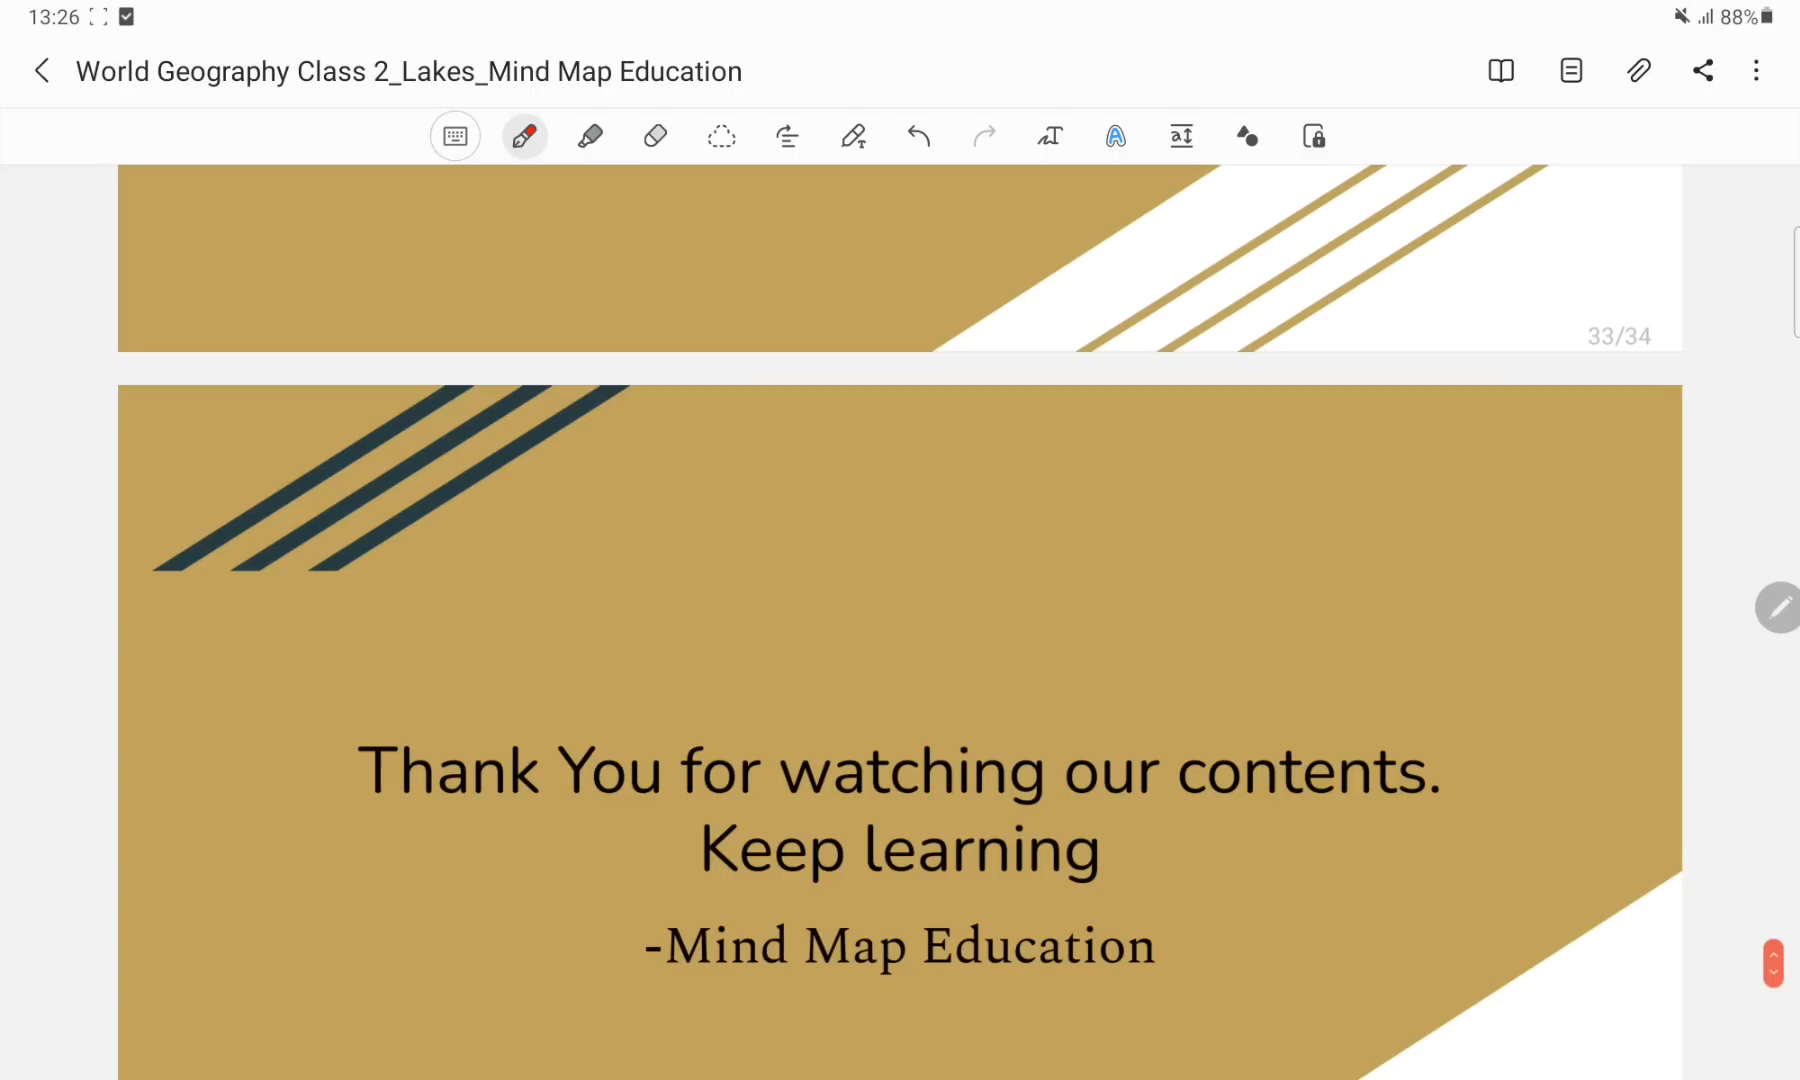 13:26
88%
World Geography Class 2_Lakes_Mind Map Education
33/34
Thank You for watching our contents.
Keep learning
-Mind Map Education